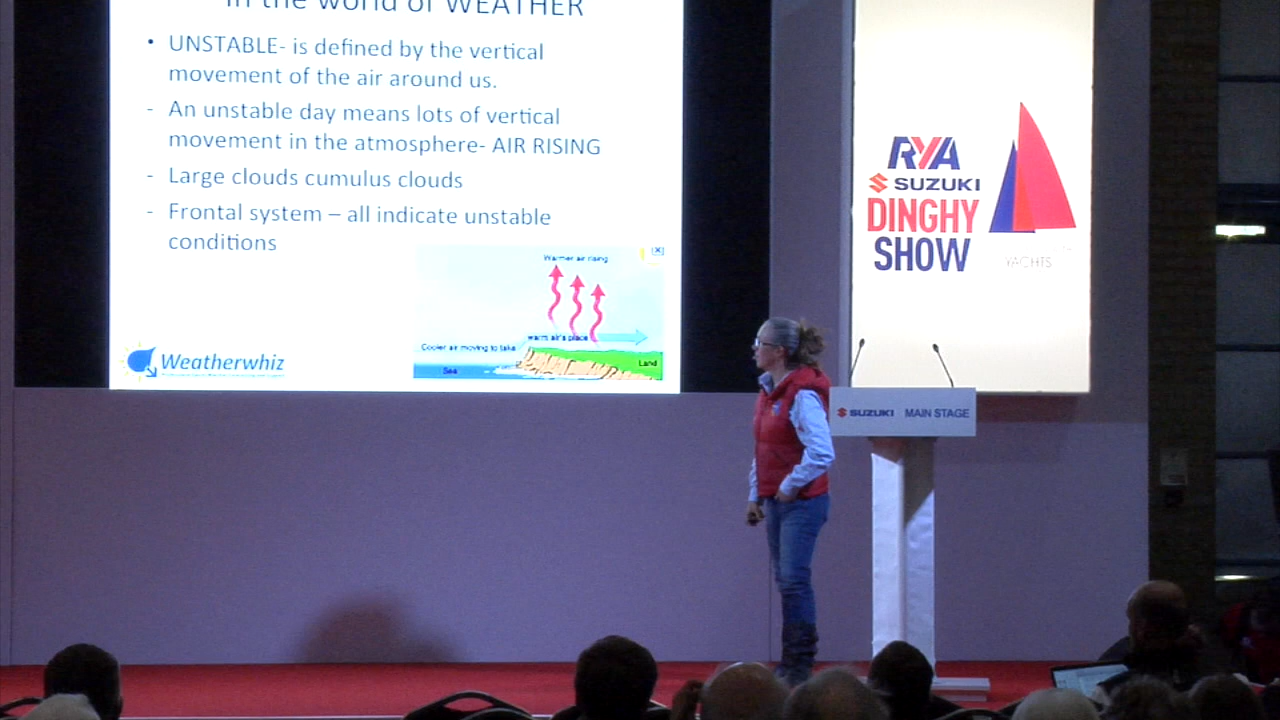 in the world of WEATHER
• UNSTABLE- is defined by the vertical
movement of the air around us.
- An unstable day means lots of vertical
movement in the atmosphere- AIR RISING
- Large clouds cumulus clouds
- Frontal system – all indicate unstable
conditions
Warmer air rising
Cooler air moving to take
warm air's place
Land
Sea
Weatherwhiz
RYA
SUZUKI
DINGHY
SHOW
YACHTS
SUZUKI MAIN STAGE